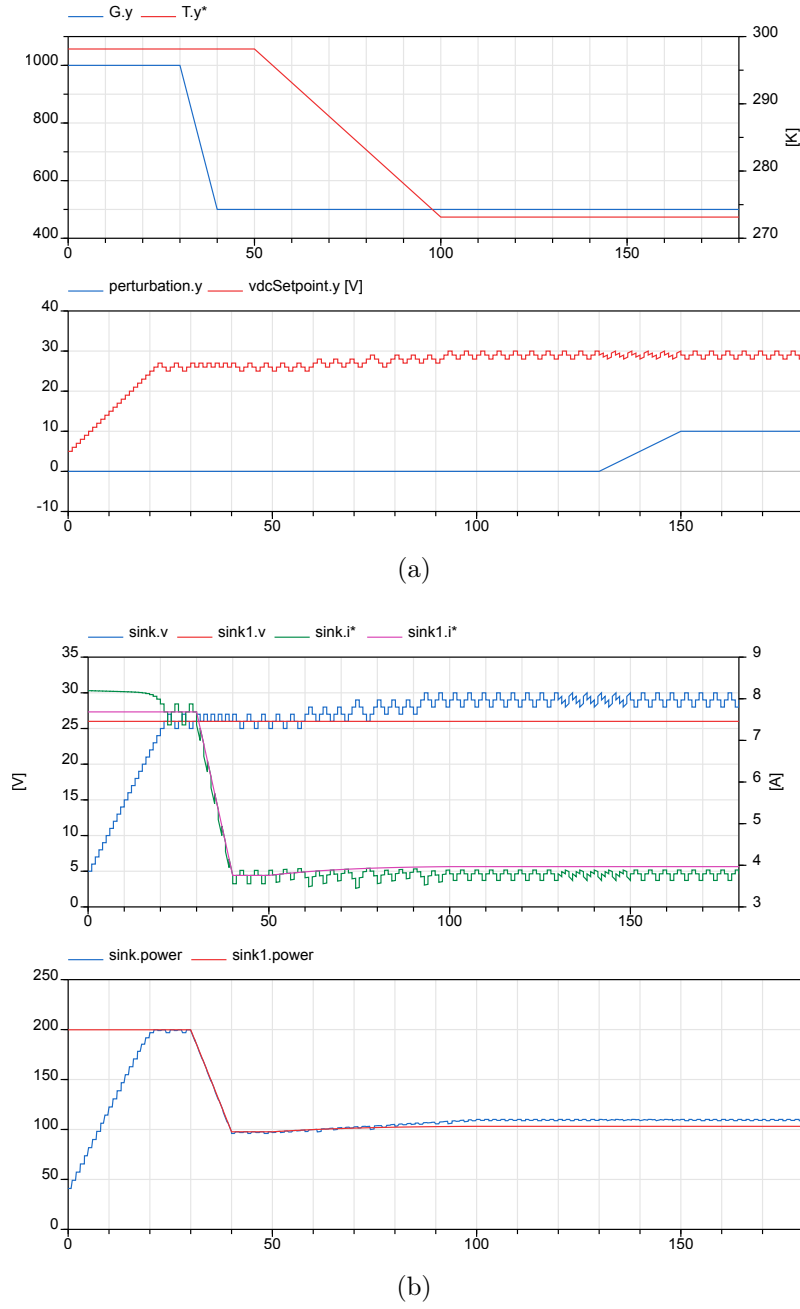 G.y T.y*
300
1000
290
800
[K]
280
600
400 270
0 50 100 150
perturbation.y vdcSetpoint.y [V]
40
30
20
10
0
-10
0 50 100 150
(a)
sink.v sink1.v sink.i* sink1.i*
35 9
30 8
25 7
20
[V] [A]
6
15
5
10
5 4
0 3
0 50 100 150
sink.power sink1.power
250
200
150
100
50
0
0 50 100 150
(b)